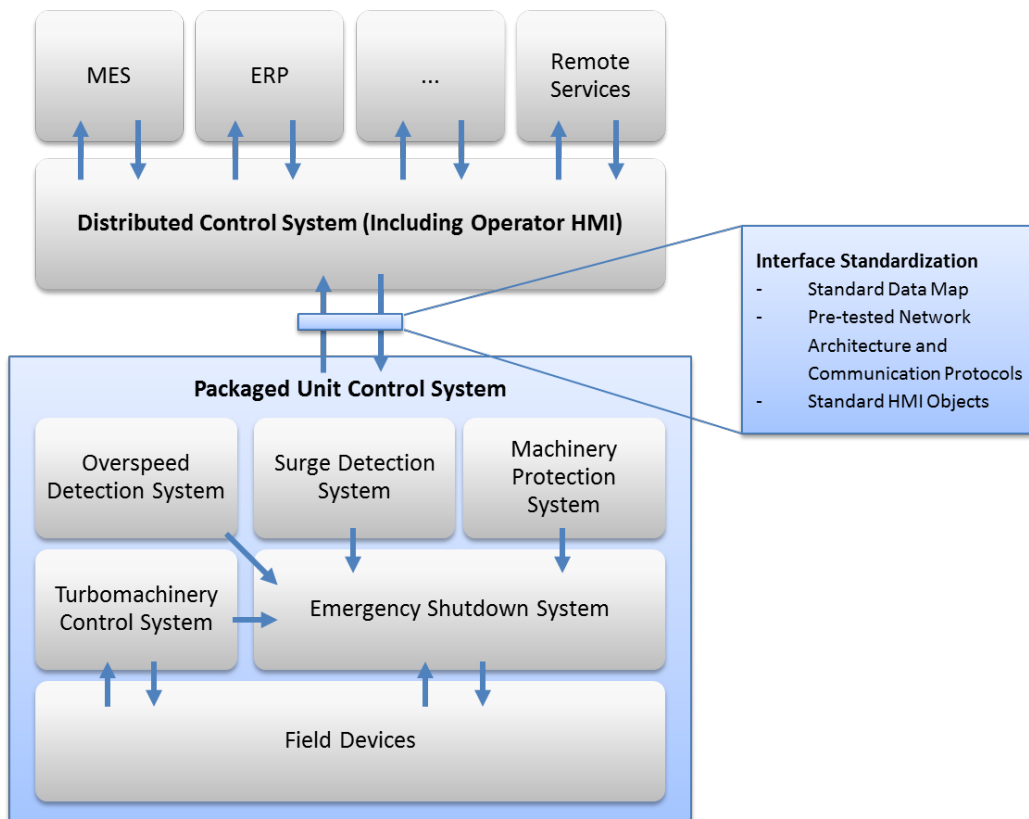 MES
ERP
...
Remote
Services
Distributed Control System (Including Operator HMI)
Interface Standardization
- Standard Data Map
- Pre-tested Network
Architecture and
Communication Protocols
- Standard HMI Objects
Packaged Unit Control System
Overspeed
Detection System
Surge Detection
System
Machinery
Protection
System
Turbomachinery
Control System
Emergency Shutdown System
Field Devices